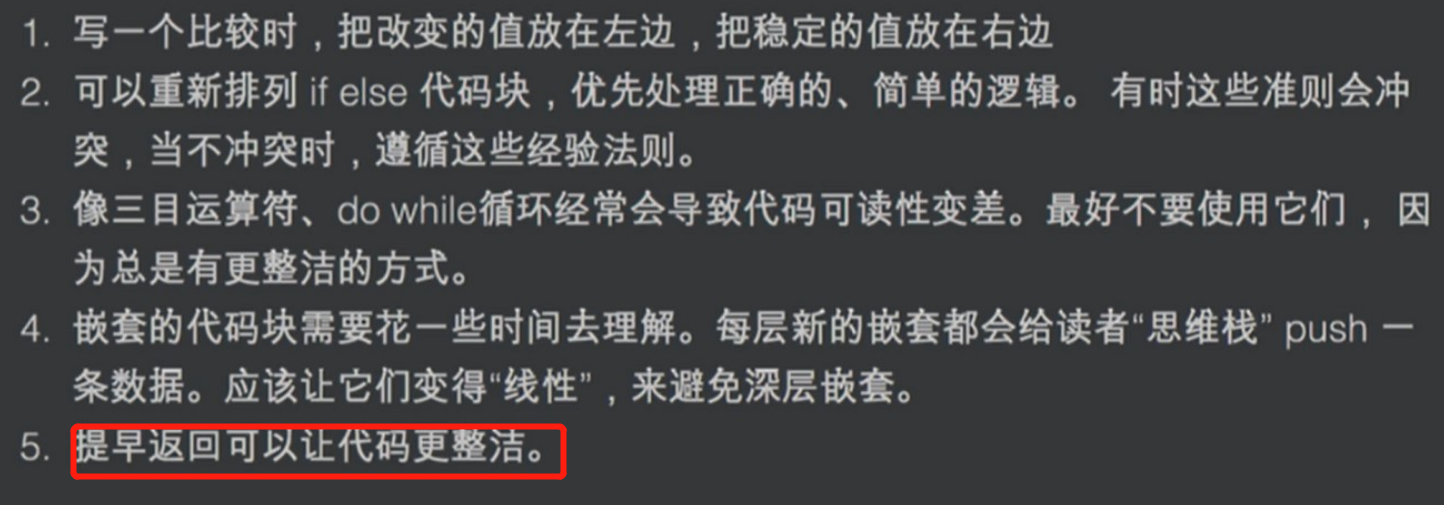 1. 写一个比较时，把改变的值放在左边，把稳定的值放在右边
2. 可以重新排列 if else 代码块，优先处理正确的、简单的逻辑。 有时这些准则会冲
突，当不冲突时，遵循这些经验法则。
3. 像三目运算符、do while循环经常会导致代码可读性变差。最好不要使用它们， 因
为总是有更整洁的方式。
4. 嵌套的代码块需要花一些时间去理解。每层新的嵌套都会给读者“思维栈” push 一
条数据。应该让它们变得“线性”，来避免深层嵌套。
5. 提早返回可以让代码更整洁。